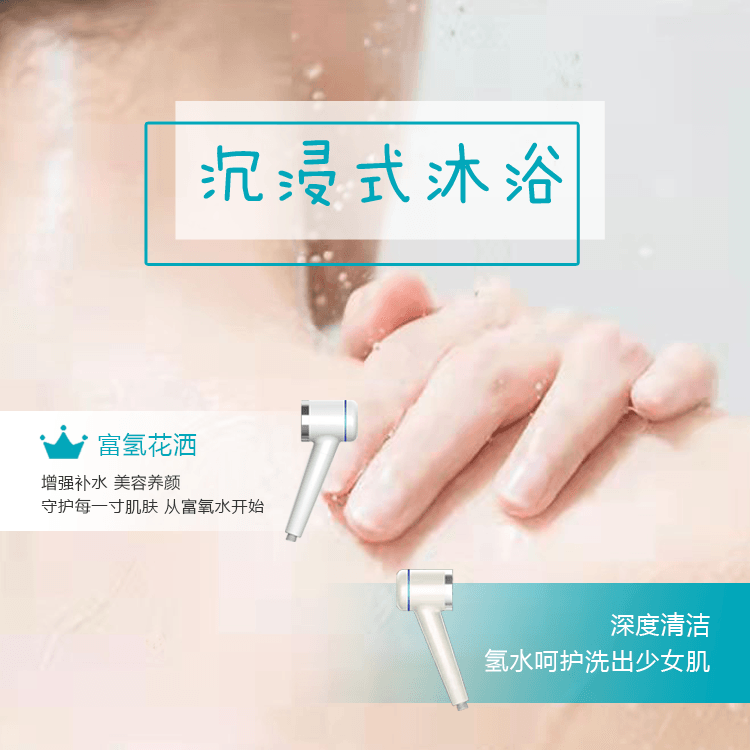 沉浸式沐浴
富氢花洒
增强补水 美容养颜
守护每一寸肌肤 从富氧水开始
深度清洁
氢水呵护洗出少女肌